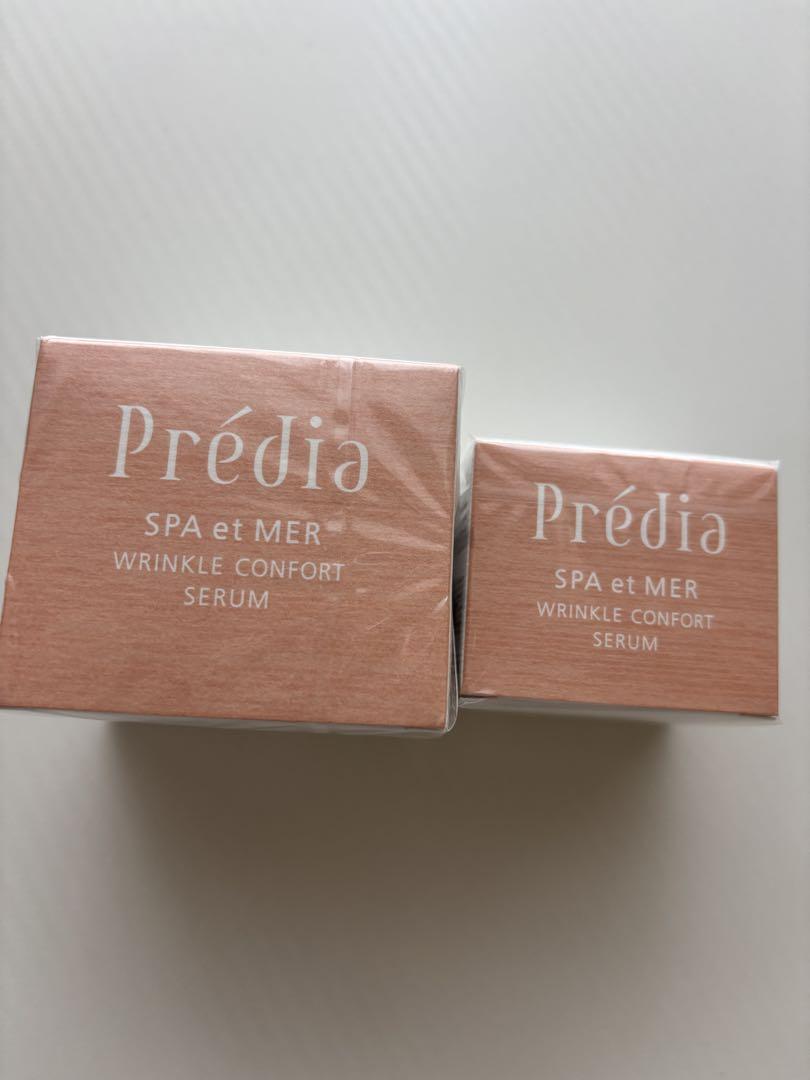 Prédia
SPA et MER
WRINKLE CONFORT
SERUM
Prédia
SPA et MER
WRINKLE CONFORT
SERUM